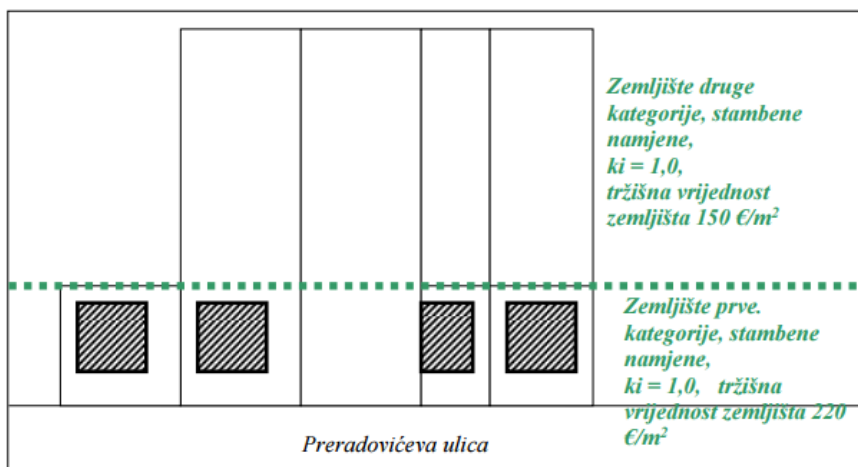 Zemljište druge
kategorije, stambene
namjene,
ki = 1,0,
tržišna vrijednost
zemljišta 150 €/m²
Zemljište prve.
kategorije, stambene
namjene,
ki = 1,0, tržišna
vrijednost zemljišta 220
€/m²
Preradovićeva ulica